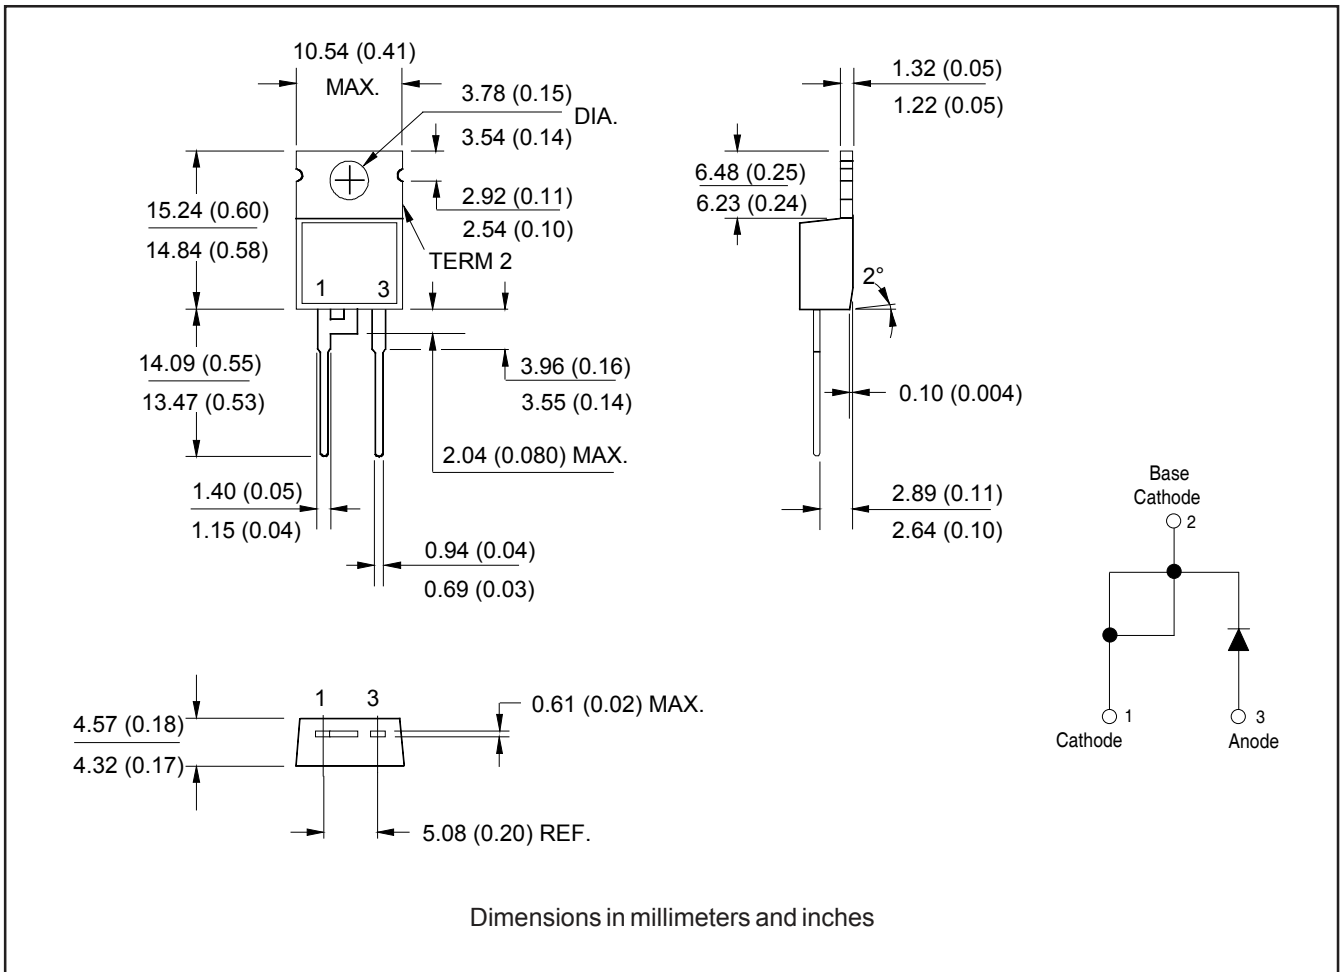 10.54 (0.41)
MAX.
3.78 (0.15)
DIA.
3.54 (0.14)
2.92 (0.11)
2.54 (0.10)
TERM 2
15.24 (0.60)
14.84 (0.58)
1 3
14.09 (0.55)
13.47 (0.53)
3.96 (0.16)
3.55 (0.14)
2.04 (0.080) MAX.
1.40 (0.05)
1.15 (0.04)
0.94 (0.04)
0.69 (0.03)
1.32 (0.05)
1.22 (0.05)
6.48 (0.25)
6.23 (0.24)
2°
0.10 (0.004)
2.89 (0.11)
2.64 (0.10)
Base
Cathode
2
1
Cathode
3
Anode
1 3
4.57 (0.18)
4.32 (0.17)
0.61 (0.02) MAX.
5.08 (0.20) REF.
Dimensions in millimeters and inches